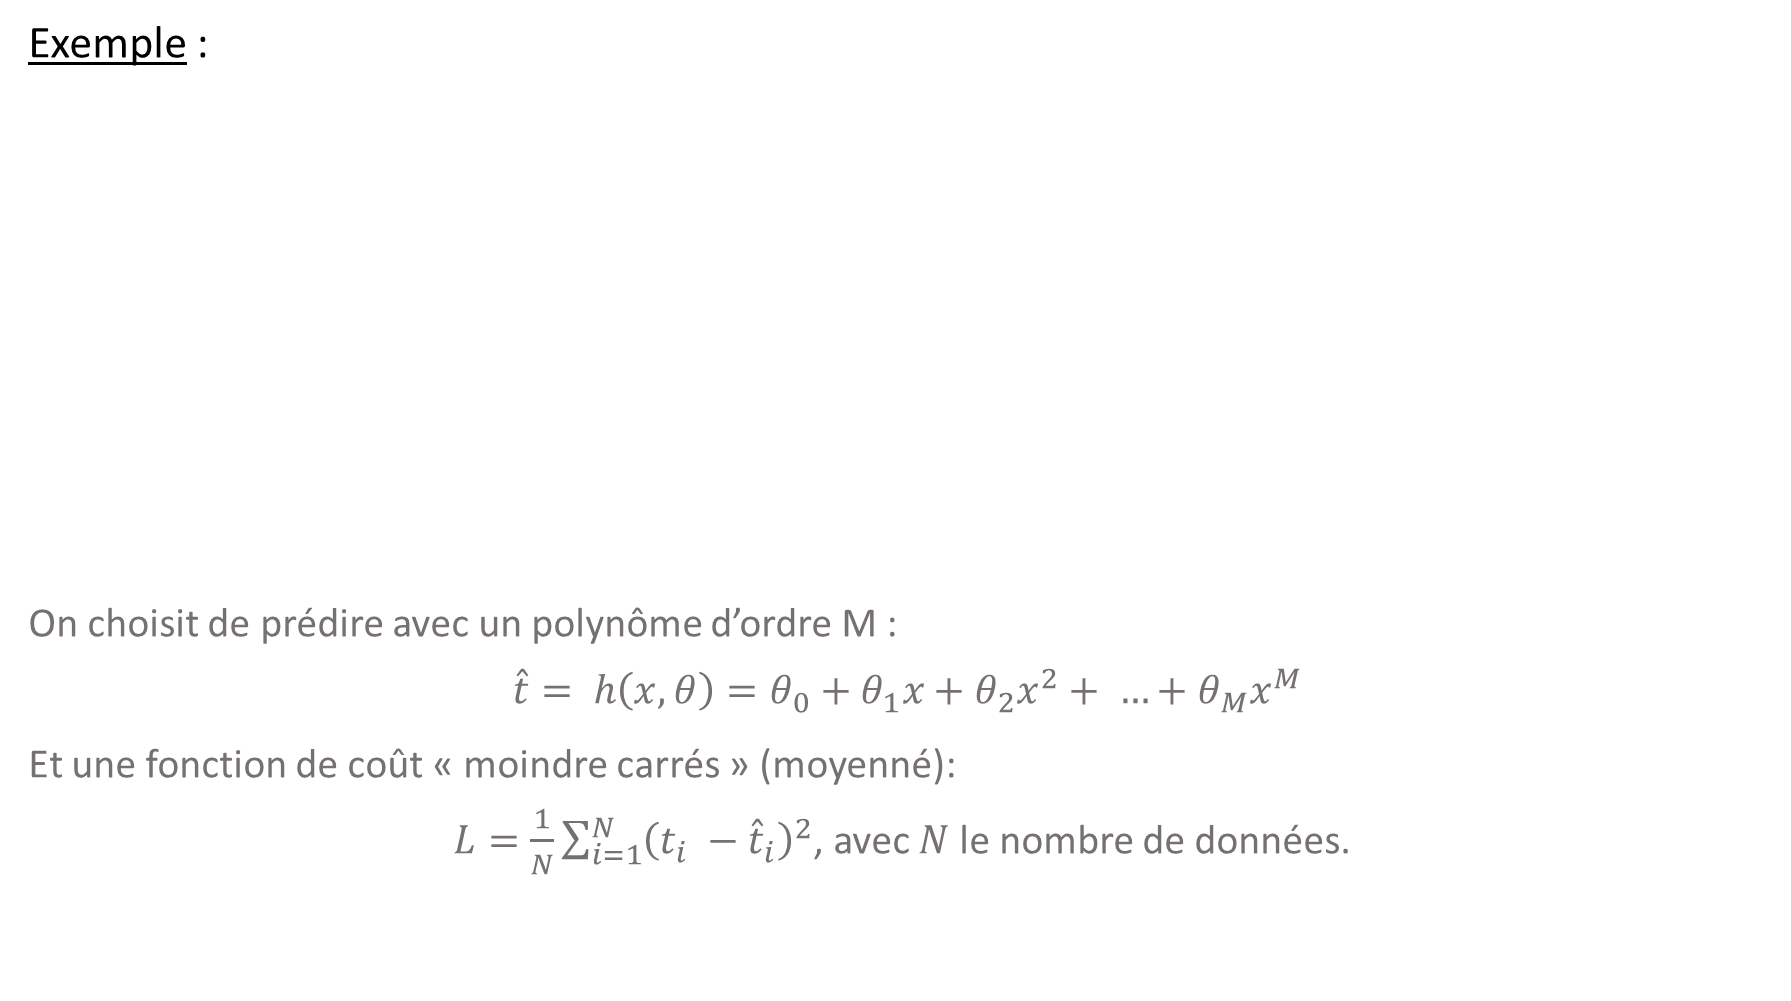 Exemple :
On choisit de prédire avec un polynôme d’ordre M :
t̂ = h(x, θ) = θ₀ + θ₁x + θ₂x² + … + θ_M x^M
Et une fonction de coût « moindre carrés » (moyenné):
L = 1/N ∑_{i=1}^{N} (t_i − t̂_i)², avec N le nombre de données.